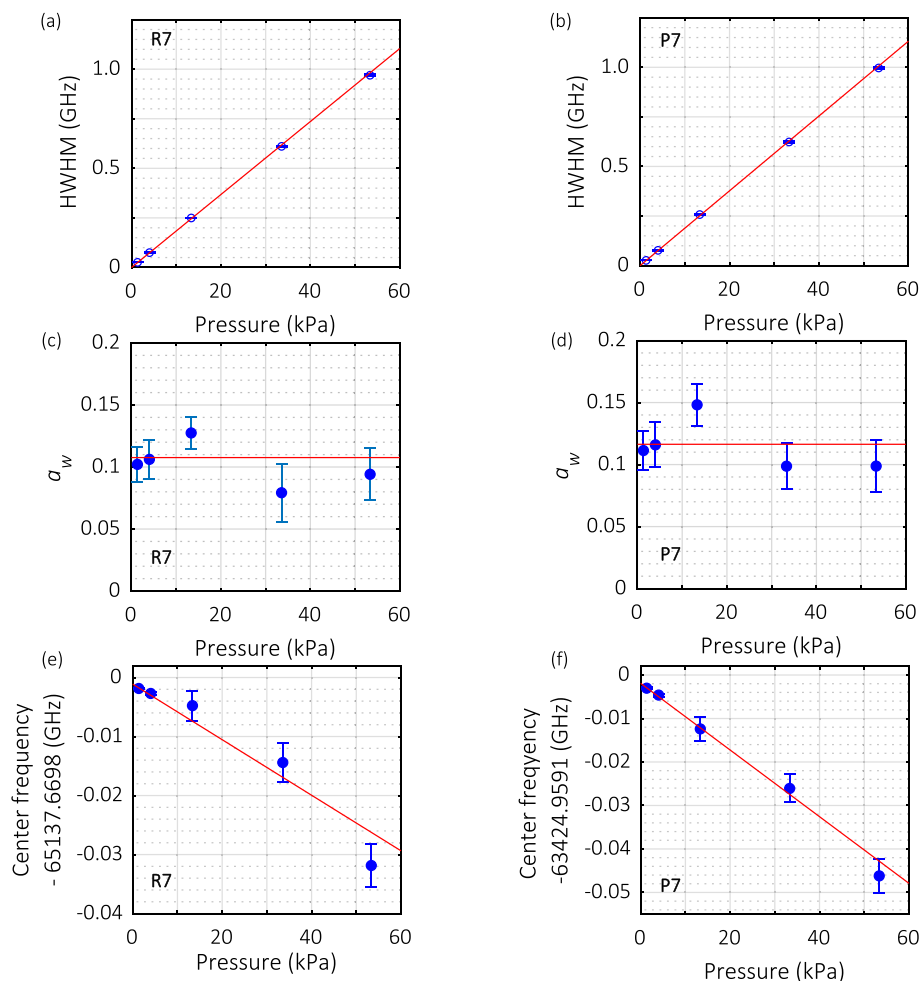 (a)
R7
HWHM (GHz)
1.0
0.5
0
0
20
40
60
Pressure (kPa)
(b)
P7
HWHM (GHz)
1.0
0.5
0
0
20
40
60
Pressure (kPa)
(c)
R7
a_w
0.2
0.15
0.1
0.05
0
0
20
40
60
Pressure (kPa)
(d)
P7
a_w
0.2
0.15
0.1
0.05
0
0
20
40
60
Pressure (kPa)
(e)
R7
Center frequency
- 65137.6698 (GHz)
0
-0.01
-0.02
-0.03
-0.04
0
20
40
60
Pressure (kPa)
(f)
P7
Center freqyency
-63424.9591 (GHz)
0
-0.01
-0.02
-0.03
-0.04
-0.05
0
20
40
60
Pressure (kPa)